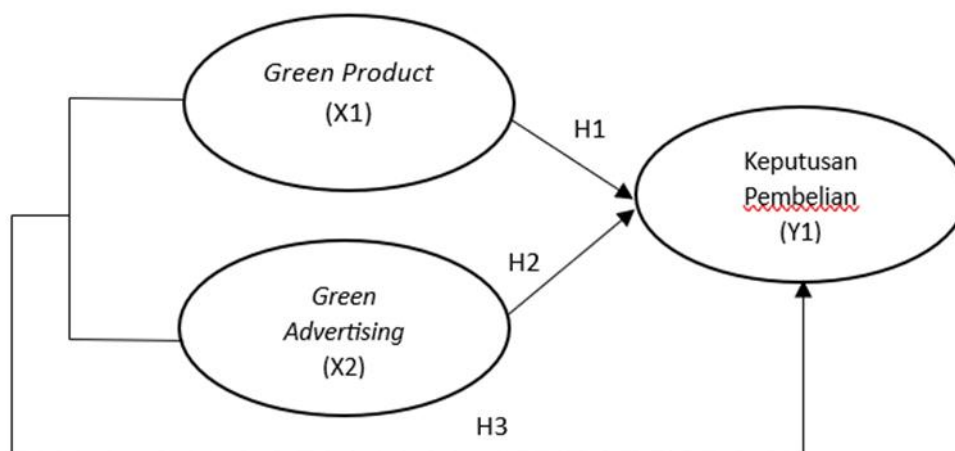 Green Product
(X1)
H1
Keputusan
Pembelian
(Y1)
H2
Green
Advertising
(X2)
H3